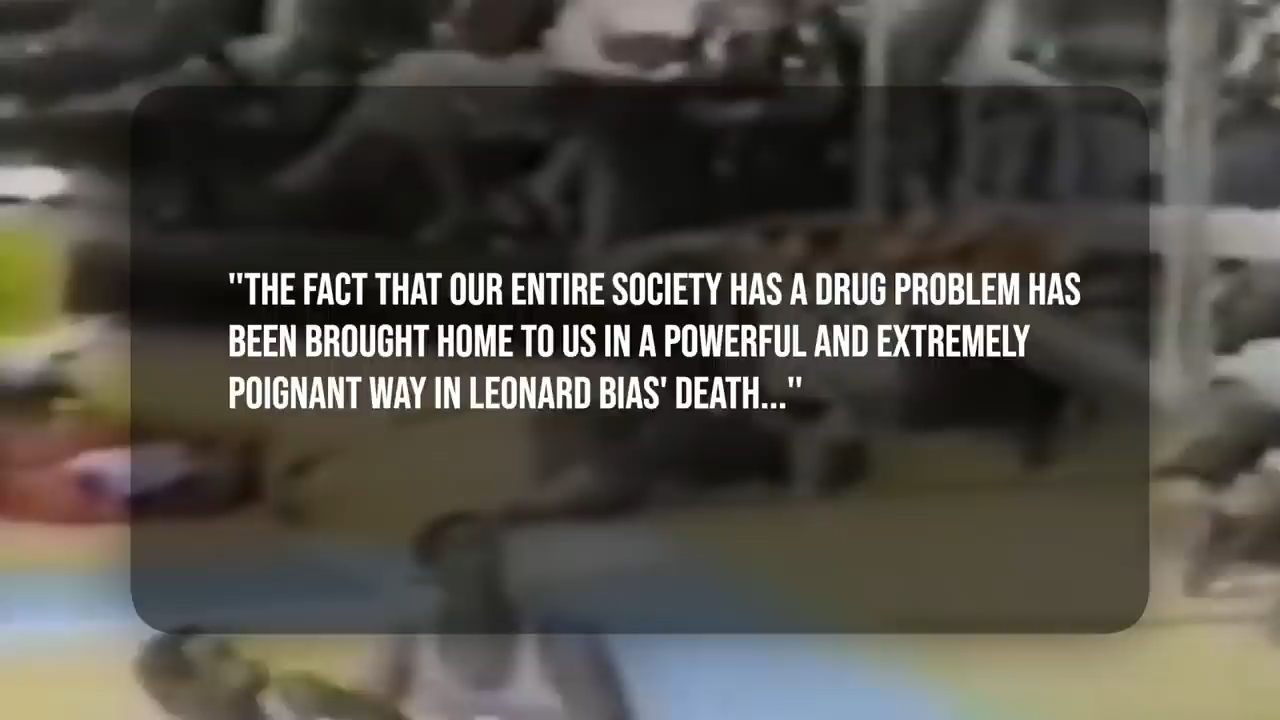 "THE FACT THAT OUR ENTIRE SOCIETY HAS A DRUG PROBLEM HAS
BEEN BROUGHT HOME TO US IN A POWERFUL AND EXTREMELY
POIGNANT WAY IN LEONARD BIAS' DEATH..."